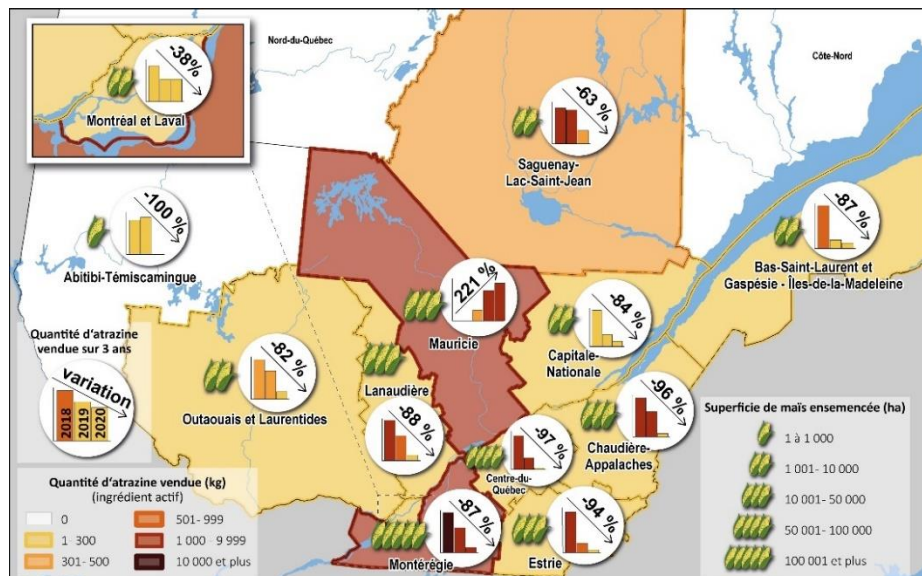 Nord-du-Québec
Côte-Nord
-38%
Montréal et Laval
-63 %
Saguenay-
Lac-Saint-Jean
-100 %
Abitibi-Témiscamingue
-87 %
Bas-Saint-Laurent et
Gaspésie - Îles-de-la-Madeleine
221 %
Mauricie
-84 %
Capitale-
Nationale
-82 %
Outaouais et Laurentides
Lanaudière
-88 %
-96 %
Chaudière-
Appalaches
-97 %
Centre-du-
Québec
-87 %
Montérégie
-94 %
Estrie
Quantité d'atrazine
vendue sur 3 ans
variation
2018
2019
2020
Quantité d'atrazine vendue (kg)
(ingrédient actif)
0
1 - 300
301- 500
501- 999
1 000 - 9 999
10 000 et plus
Superficie de maïs ensemencée (ha)
1 à 1 000
1 001- 10 000
10 001- 50 000
50 001- 100 000
100 001 et plus